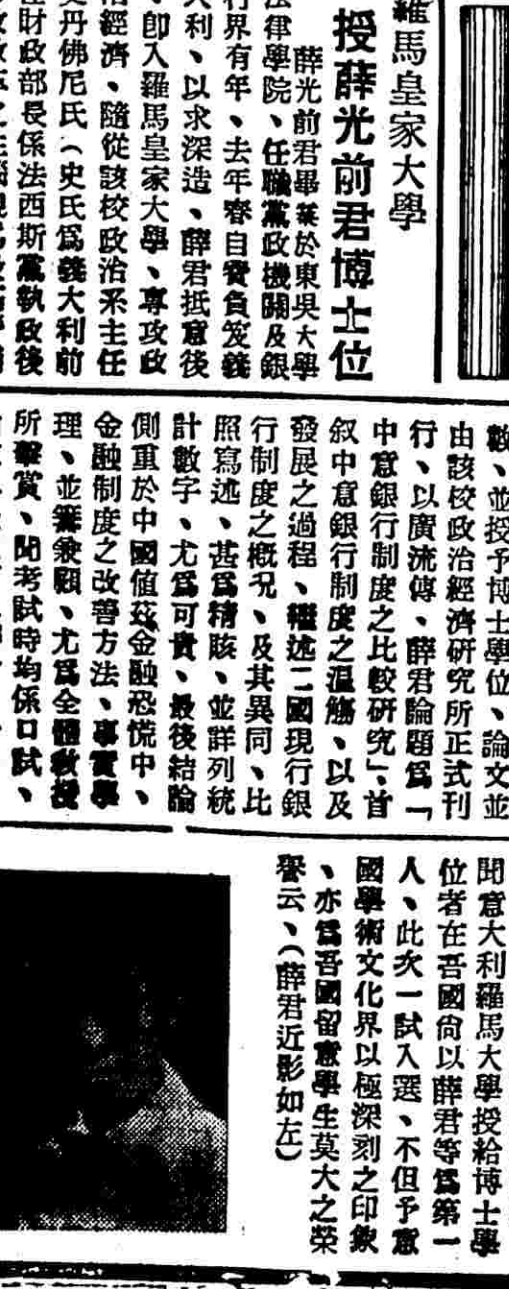 羅馬皇家大學
授薛光前君博士位
薛光前君畢業於東吳大學
法律學院、任職黨政機關及銀
行界有年、去年春自費負笈義
大利、以求深造、薛君抵意後
、卽入羅馬皇家大學、專攻政
治經濟、隨從該校政治系主任
史丹佛尼氏(史氏爲義大利前
任財政部長係法西斯黨執政後
數、並授予博士學位、論文並
由該校政治經濟研究所正式刊
行、以廣流傳、薛君論題爲「
中意銀行制度之比較研究」、首
叙中意銀行制度之溫觴、以及
發展之過程、繼述二國現行銀
行制度之概况、及其異同、比
照寫述、甚爲精賅、並詳列統
計數字、尤爲可貴、最後結論
側重於中國值茲金融恐慌中、
金融制度之改善方法、事實學
理、並籌兼顧、尤爲全體敎授
所擊賞、聞考試時均係口試、
聞意大利羅馬大學授給博士學
位者在吾國尙以薛君等爲第一
人、此次一試入選、不但予意
國學術文化界以極深刻之印象
、亦爲吾國留意學生莫大之榮
譽云、(薛君近影如左)